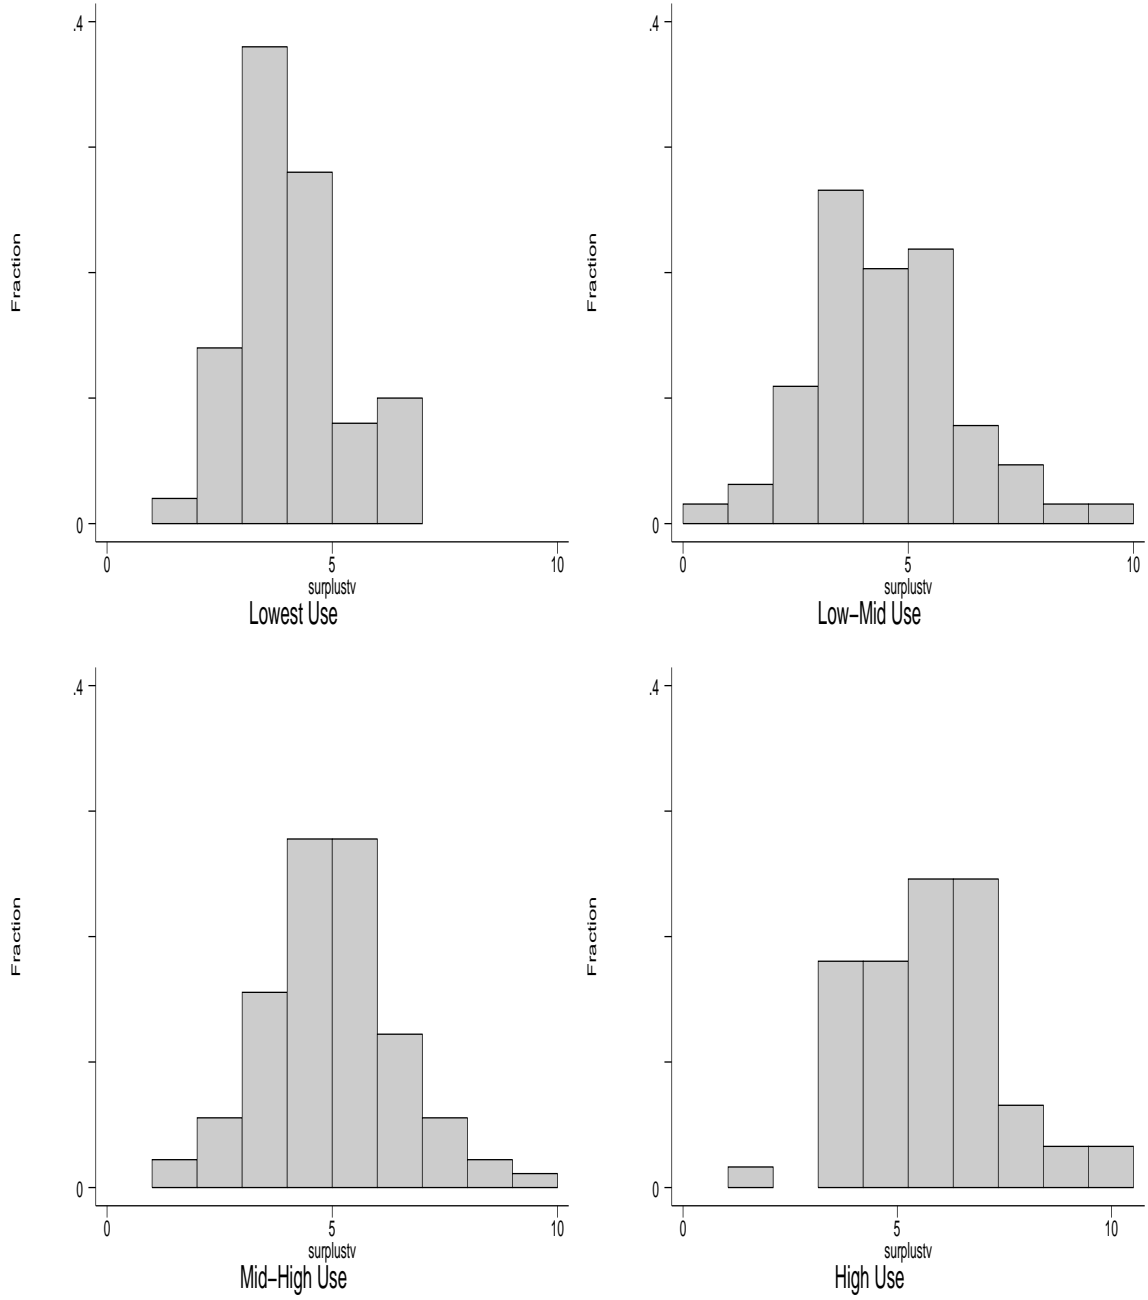 .4
Fraction
0
0 5 10
surplustv
Lowest Use
.4
Fraction
0
0 5 10
surplustv
Low−Mid Use
.4
Fraction
0
0 5 10
surplustv
Mid−High Use
.4
Fraction
0
0 5 10
surplustv
High Use